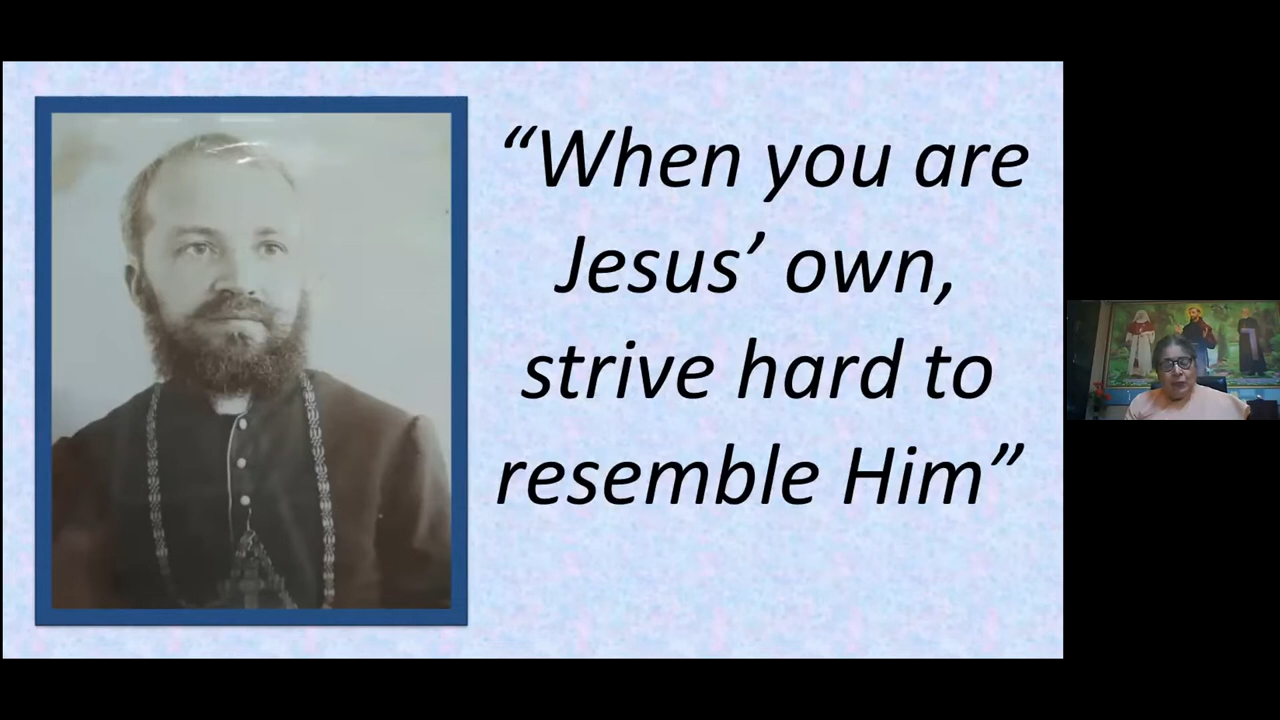 “When you are
Jesus’ own,
strive hard to
resemble Him”